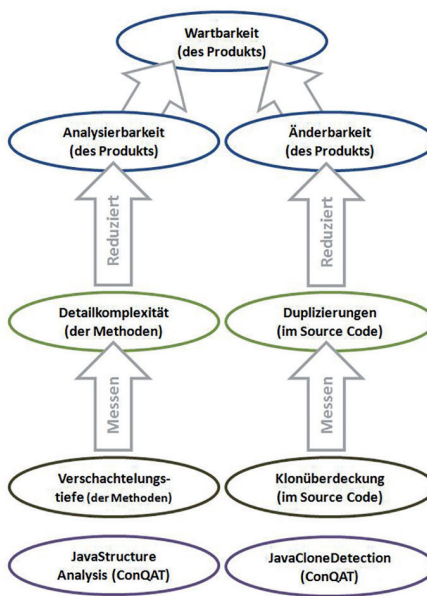 Wartbarkeit
(des Produkts)
Analysierbarkeit
(des Produkts)
Änderbarkeit
(des Produkts)
Reduziert
Reduziert
Detailkomplexität
(der Methoden)
Duplizierungen
(im Source Code)
Messen
Messen
Verschachtelungs-
tiefe (der Methoden)
Klonüberdeckung
(im Source Code)
JavaStructure
Analysis (ConQAT)
JavaCloneDetection
(ConQAT)